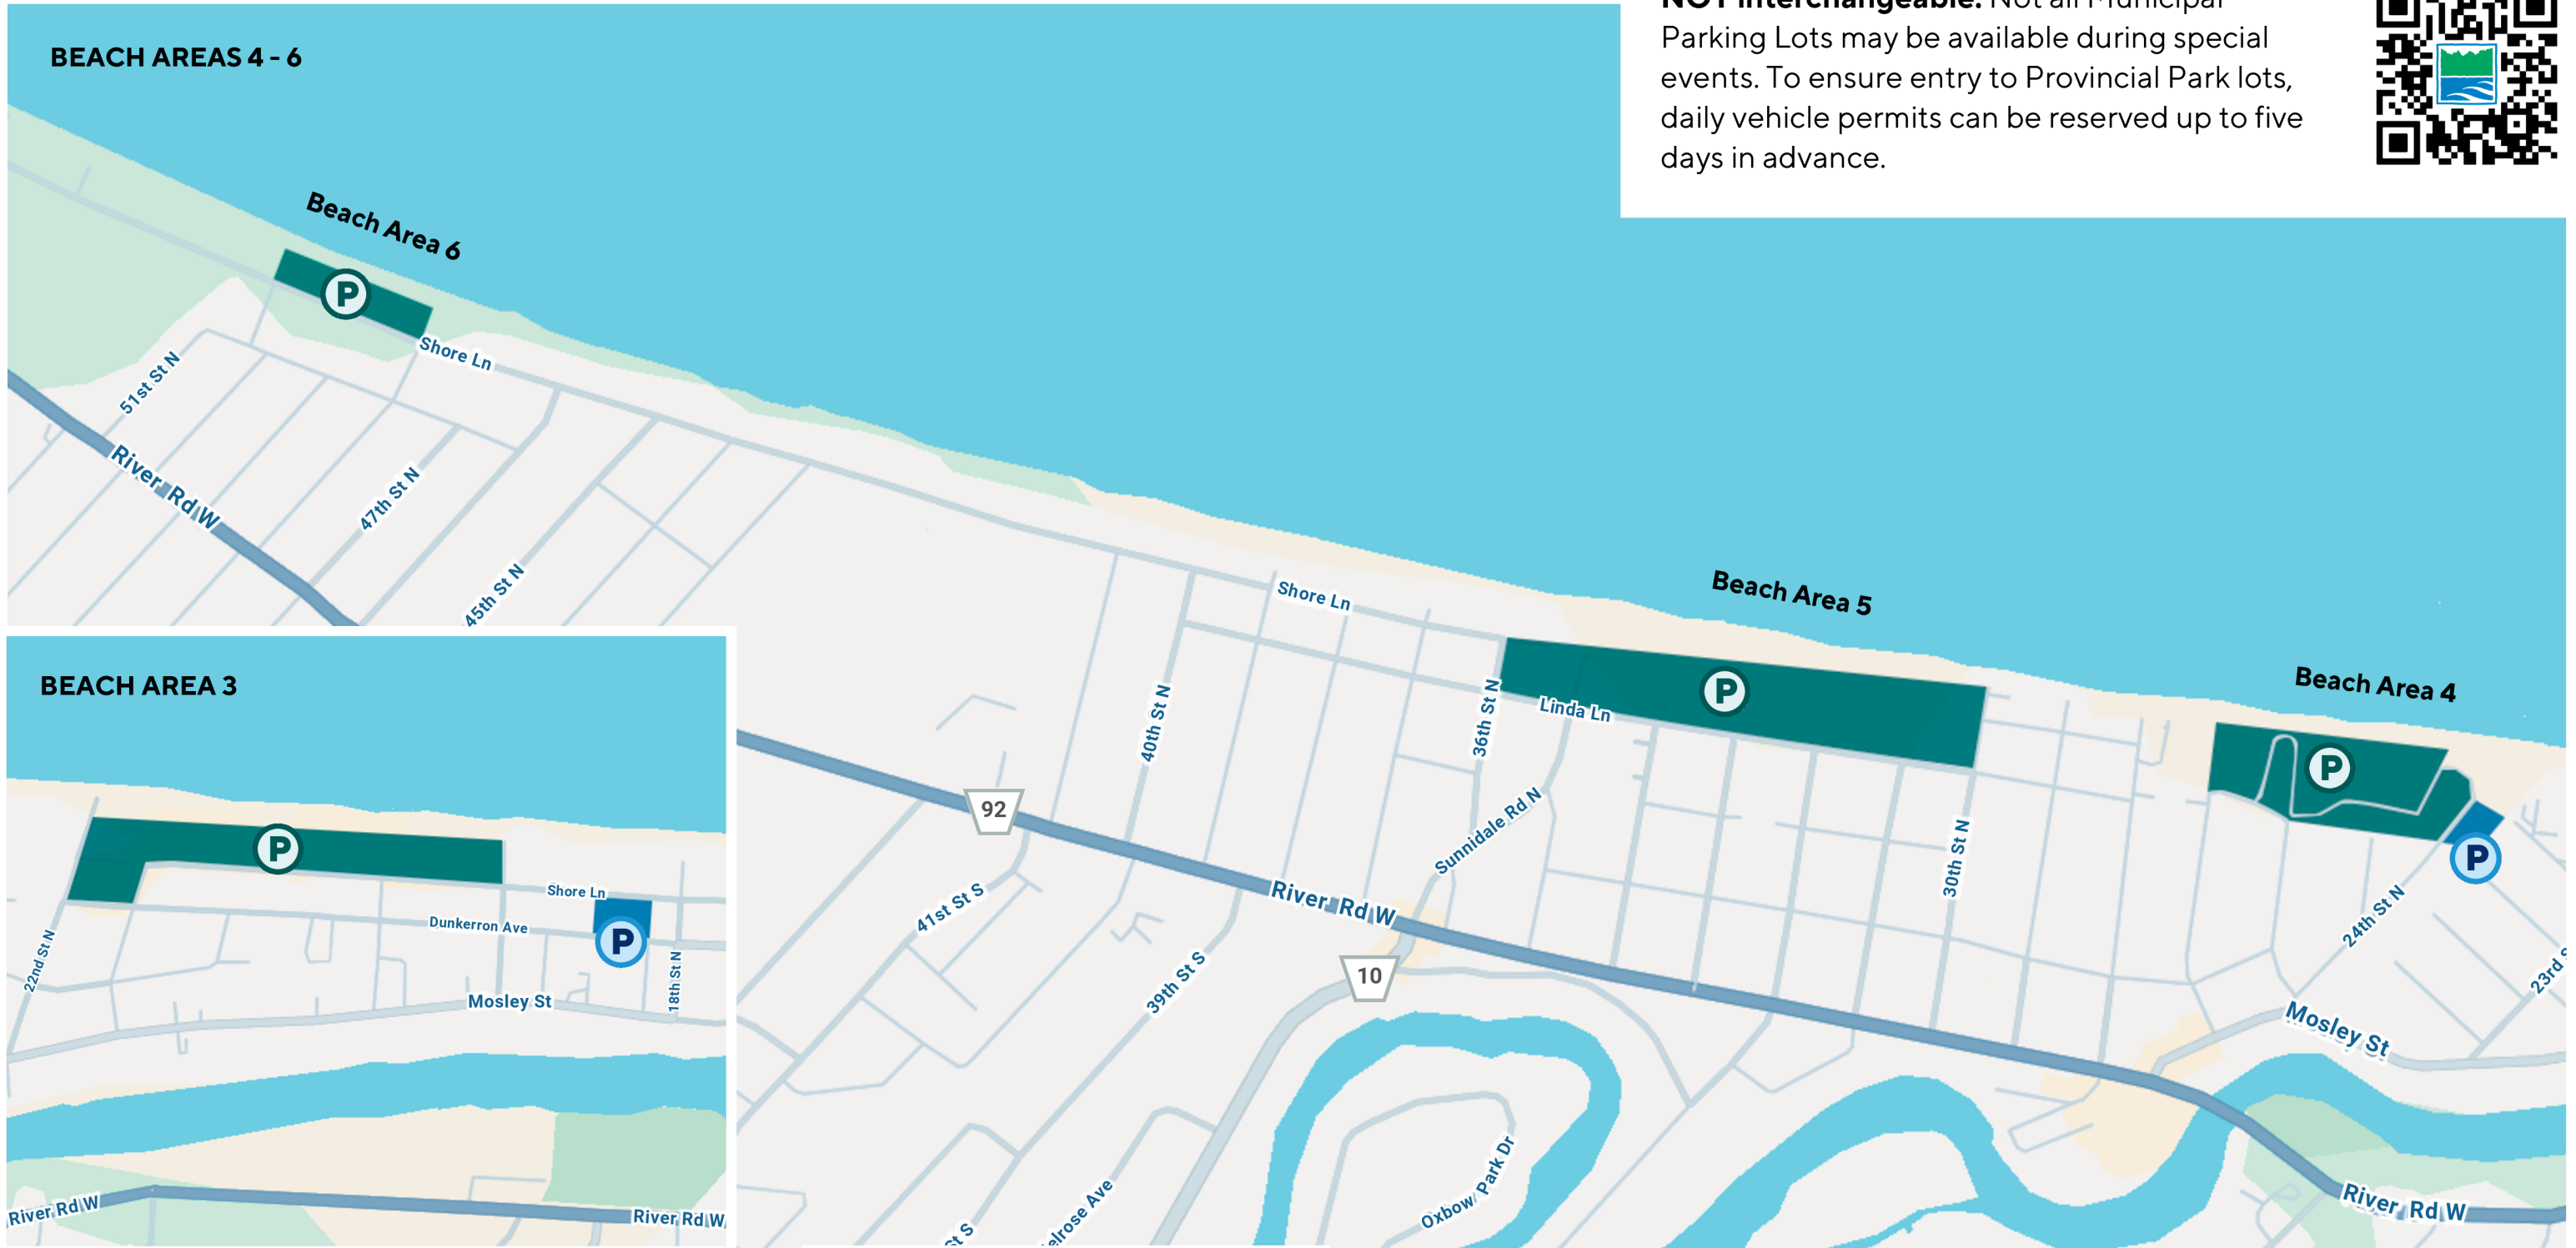 BEACH AREAS 4 - 6
NOT interchangeable. Not all Municipal
Parking Lots may be available during special
events. To ensure entry to Provincial Park lots,
daily vehicle permits can be reserved up to five
days in advance.
Beach Area 6
P
Shore Ln
51st St N
River Rd W
47th St N
45th St N
Beach Area 5
Shore Ln
P
Linda Ln
36th St N
40th St N
Beach Area 4
P
P
92
Sunnidale Rd N
30th St N
41st St S
River Rd W
24th St N
23rd
39th St S
10
Mosley St
Oxbow Park Dr
River Rd W
St S
BEACH AREA 3
P
Shore Ln
Dunkerron Ave
P
22nd St N
18th St N
Mosley St
River Rd W
River Rd W